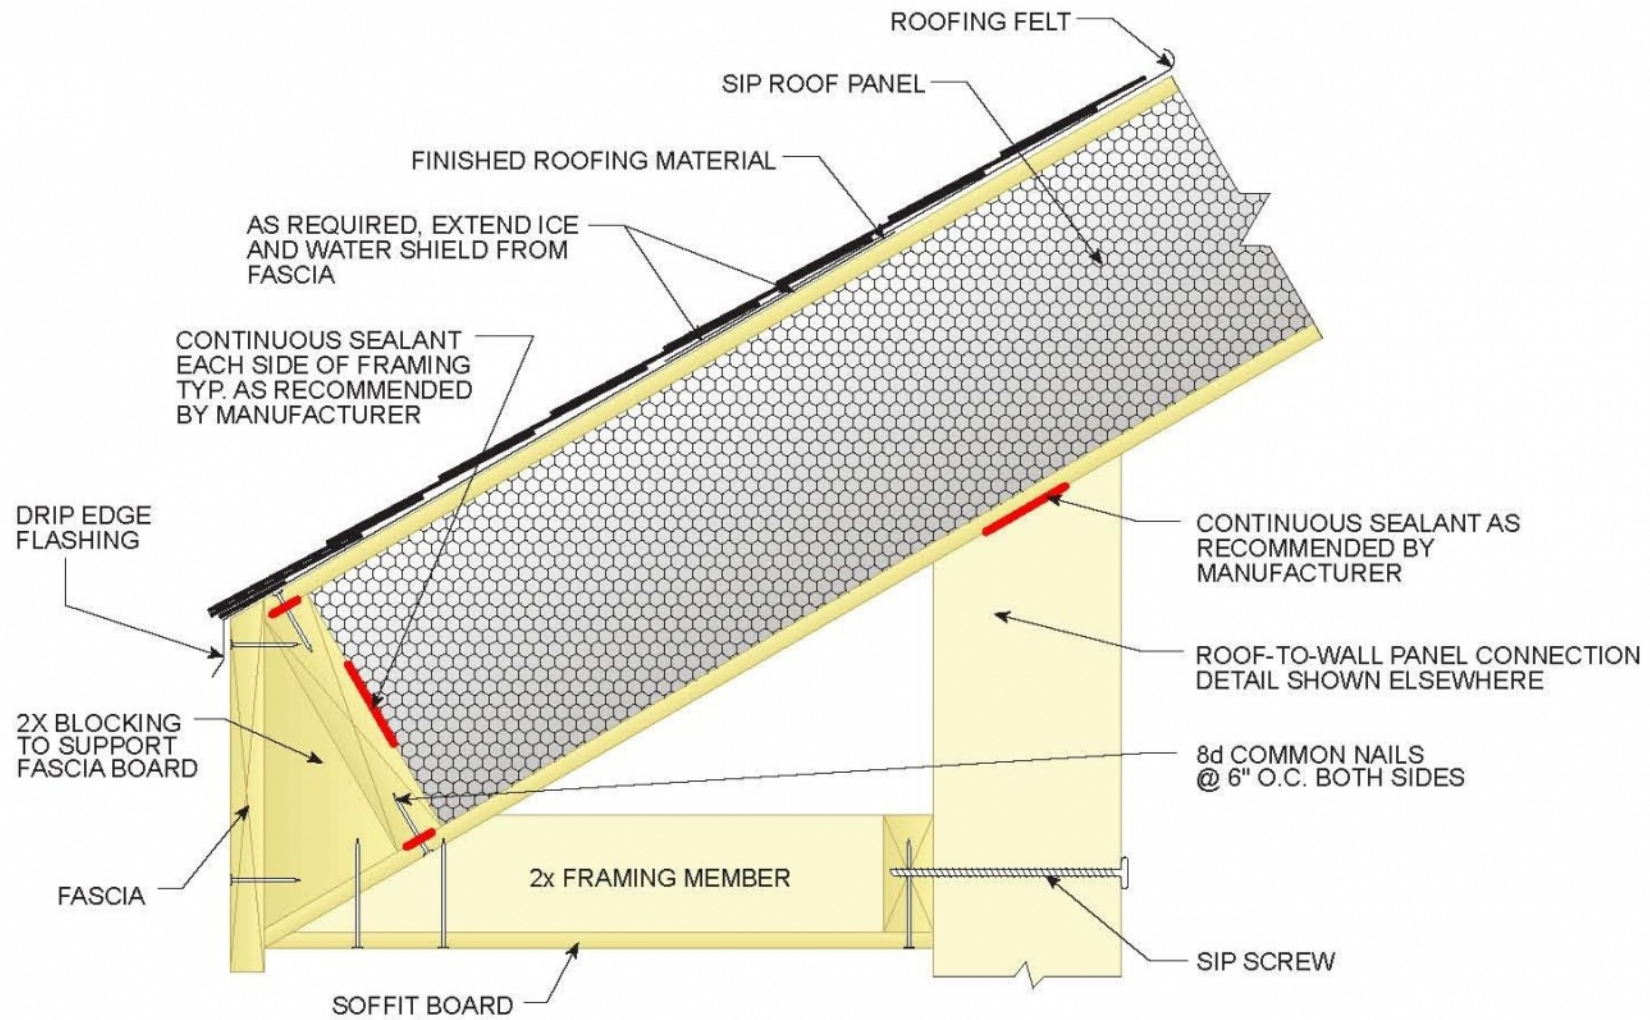 ROOFING FELT
SIP ROOF PANEL
FINISHED ROOFING MATERIAL
AS REQUIRED, EXTEND ICE
AND WATER SHIELD FROM
FASCIA
CONTINUOUS SEALANT
EACH SIDE OF FRAMING
TYP. AS RECOMMENDED
BY MANUFACTURER
DRIP EDGE
FLASHING
CONTINUOUS SEALANT AS
RECOMMENDED BY
MANUFACTURER
ROOF-TO-WALL PANEL CONNECTION
DETAIL SHOWN ELSEWHERE
2X BLOCKING
TO SUPPORT
FASCIA BOARD
8d COMMON NAILS
@ 6" O.C. BOTH SIDES
2x FRAMING MEMBER
FASCIA
SIP SCREW
SOFFIT BOARD